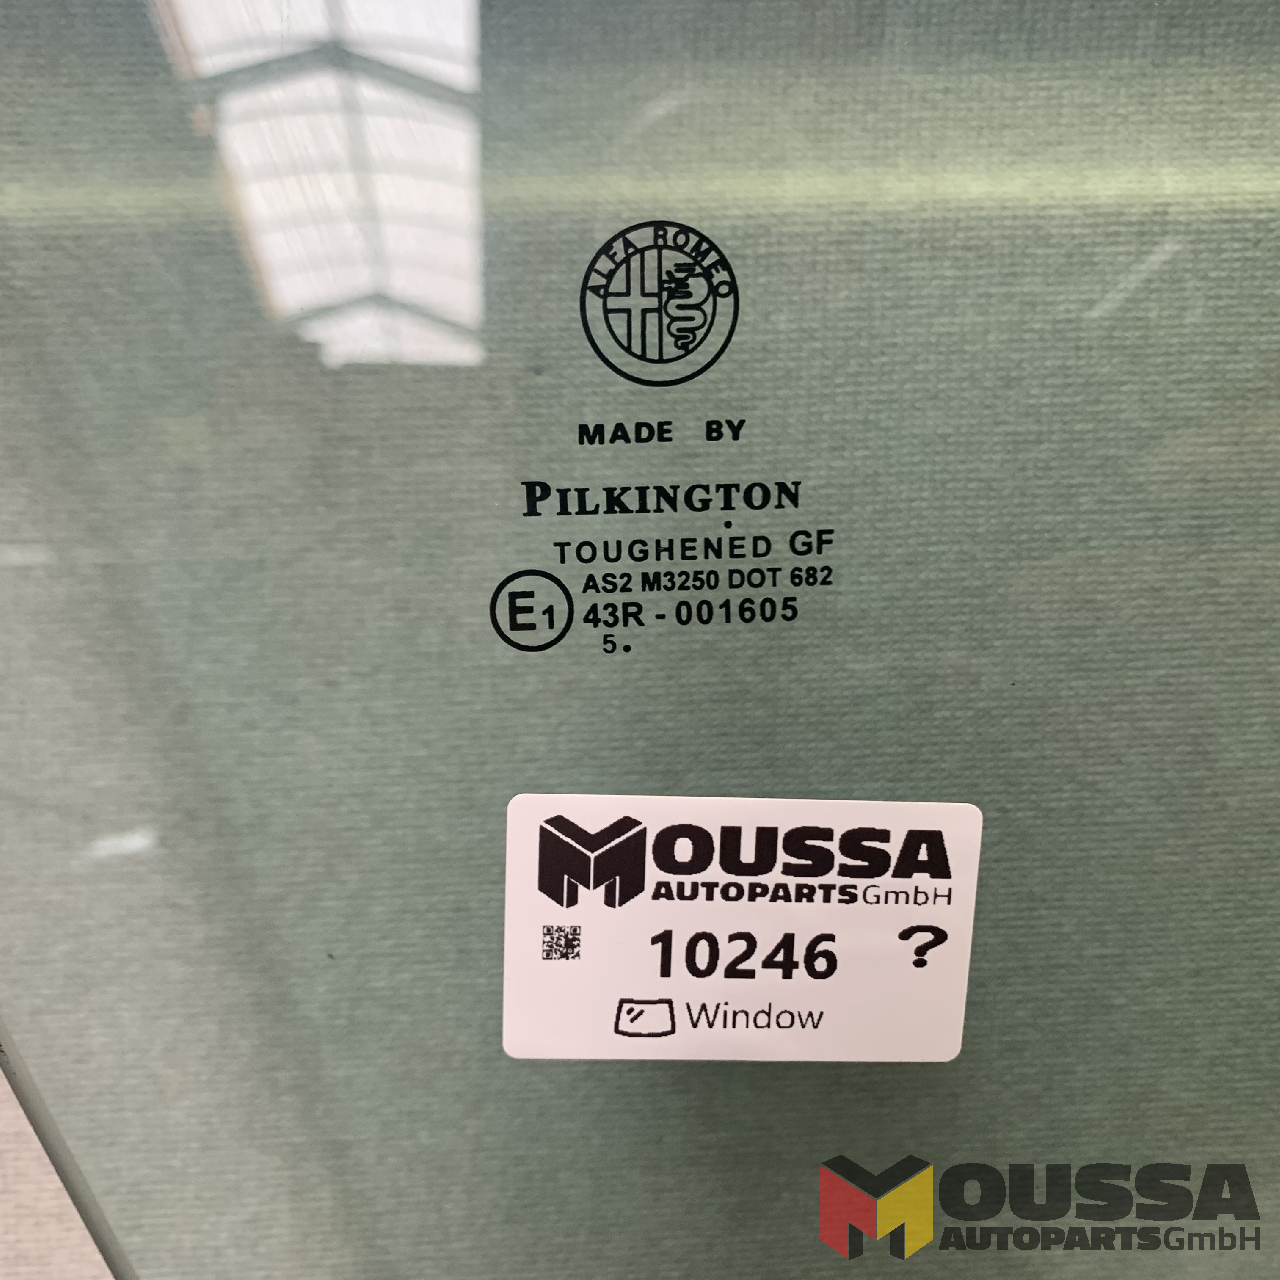 ALFA ROMEO
MADE BY
PILKINGTON
TOUGHENED GF
AS2 M3250 DOT 682
E1 43R - 001605
5.
MOUSSA
AUTOPARTS GmbH
10246 ?
Window
MOUSSA
AUTOPARTS GmbH